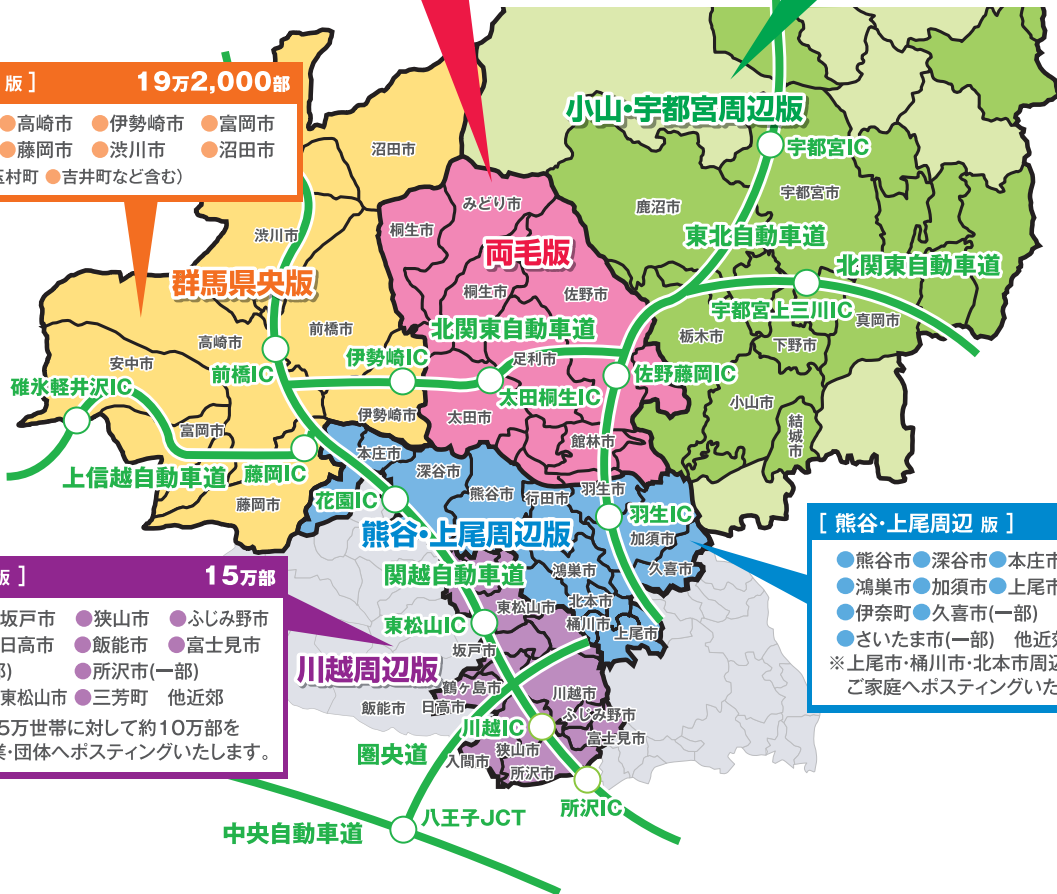 版 ] 19万2,000部
●高崎市 ●伊勢崎市 ●富岡市
●藤岡市 ●渋川市 ●沼田市
玉村町 ●吉井町など含む）
沼田市
小山・宇都宮周辺版
宇都宮IC
みどり市
鹿沼市
宇都宮市
桐生市
渋川市
東北自動車道
両毛版
北関東自動車道
群馬県央版
桐生市
佐野市
宇都宮上三川IC
真岡市
前橋市
北関東自動車道
栃木市
高崎市
下野市
伊勢崎IC
足利市
安中市
前橋IC
佐野藤岡IC
碓氷軽井沢IC
太田桐生IC
小山市
伊勢崎市
太田市
結城市
富岡市
館林市
本庄市
上信越自動車道
藤岡IC
深谷市
熊谷市
行田市
羽生市
花園IC
藤岡市
羽生IC
熊谷・上尾周辺版
加須市
[ 熊谷・上尾周辺 版 ]
●熊谷市●深谷市●本庄市
●鴻巣市●加須市●上尾市
●伊奈町●久喜市(一部)
●さいたま市(一部) 他近郊
※上尾市・桶川市・北本市周辺
ご家庭へポスティングいた
関越自動車道
鴻巣市
久喜市
版 ] 15万部
坂戸市 ●狭山市 ●ふじみ野市
日高市 ●飯能市 ●富士見市
部) ●所沢市(一部)
東松山市 ●三芳町 他近郊
5万世帯に対して約10万部を
業・団体へポスティングいたします。
東松山市
北本市
東松山IC
桶川市
上尾市
坂戸市
川越周辺版
鶴ヶ島市
川越市
飯能市
日高市
ふじみ野市
川越IC
富士見市
圏央道
狭山市
入間市
所沢市
所沢IC
八王子JCT
中央自動車道